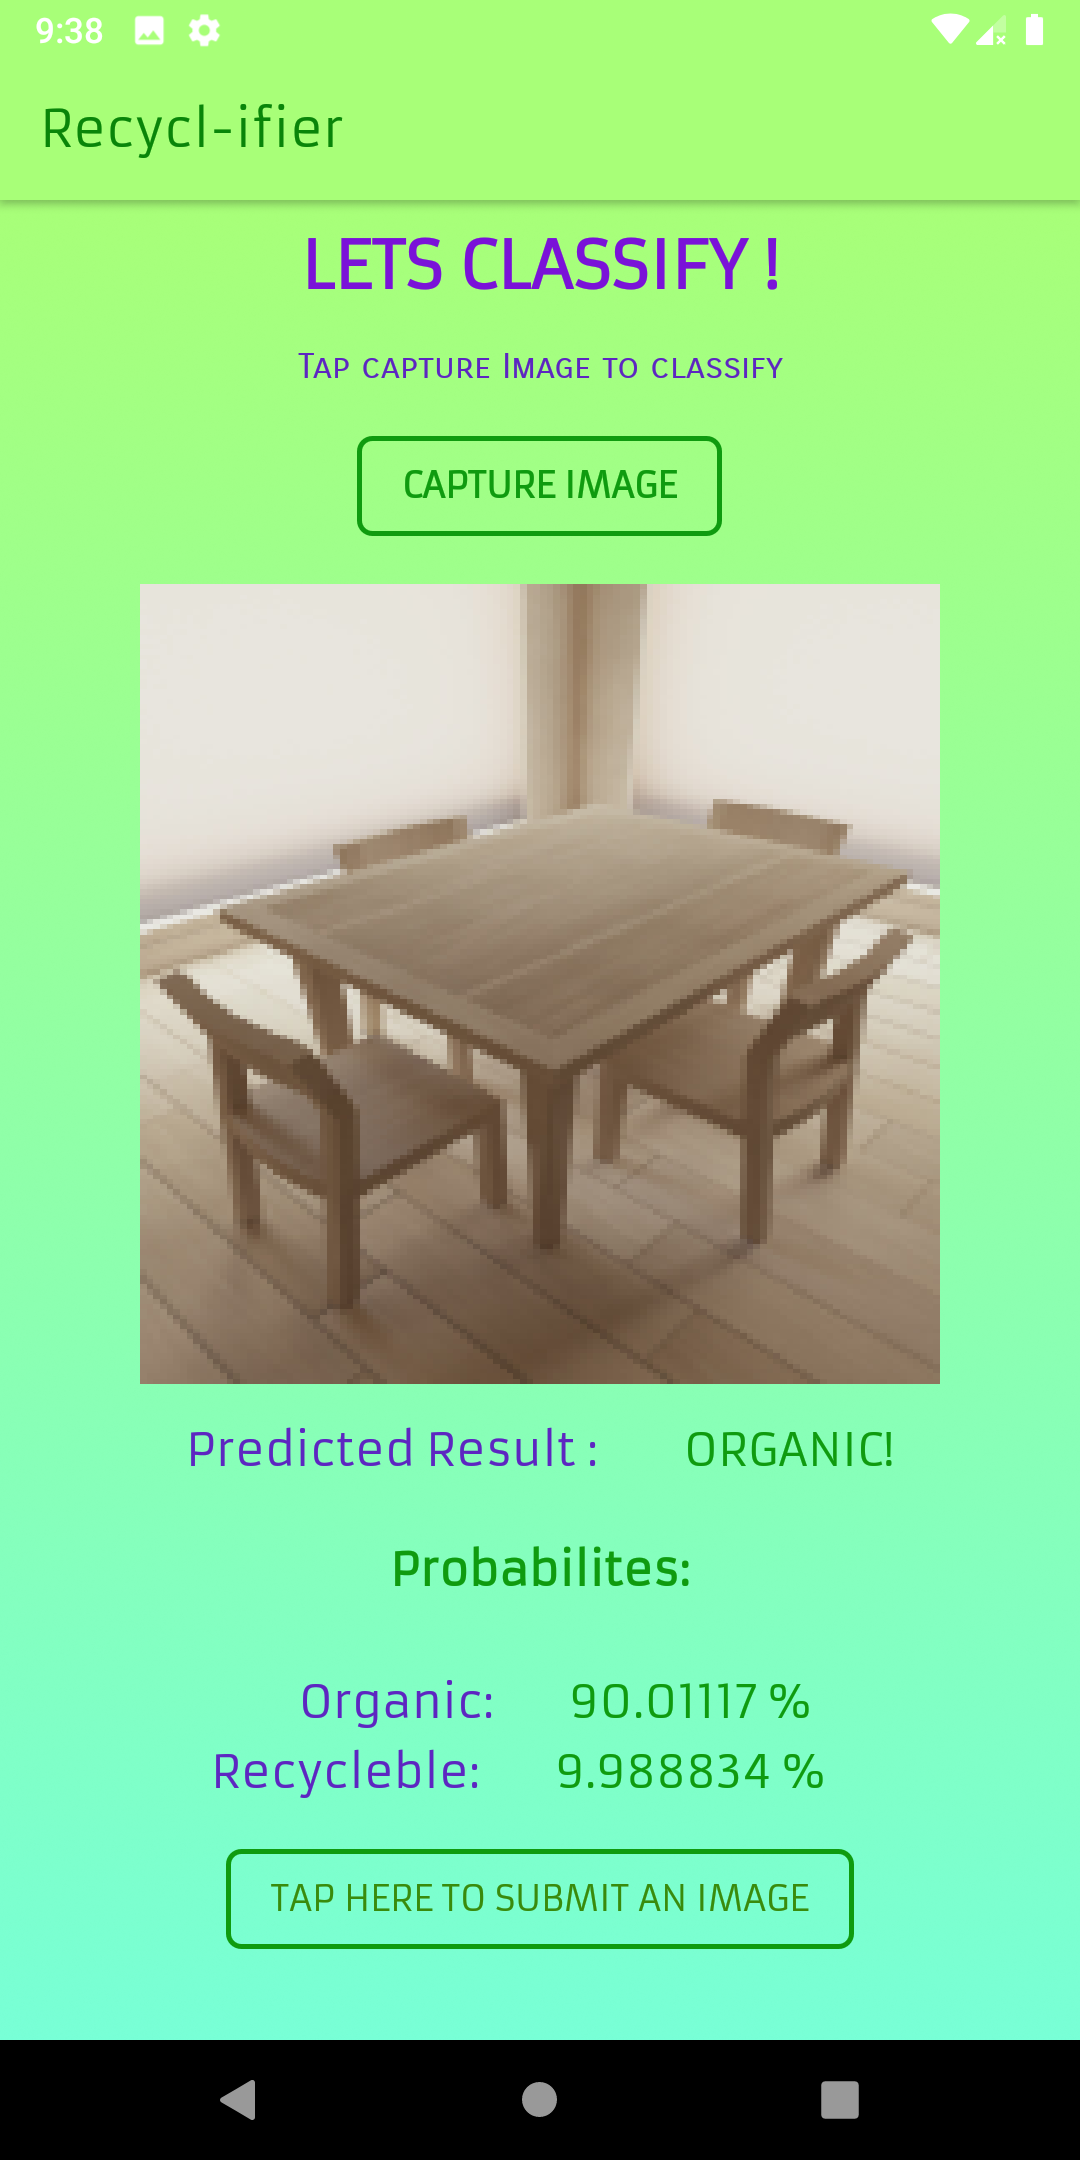 9:38
Recycl-ifier
LETS CLASSIFY !
Tap capture Image to classify
CAPTURE IMAGE
Predicted Result : ORGANIC!
Probabilites:
Organic: 90.01117 %
Recycleble: 9.988834 %
TAP HERE TO SUBMIT AN IMAGE